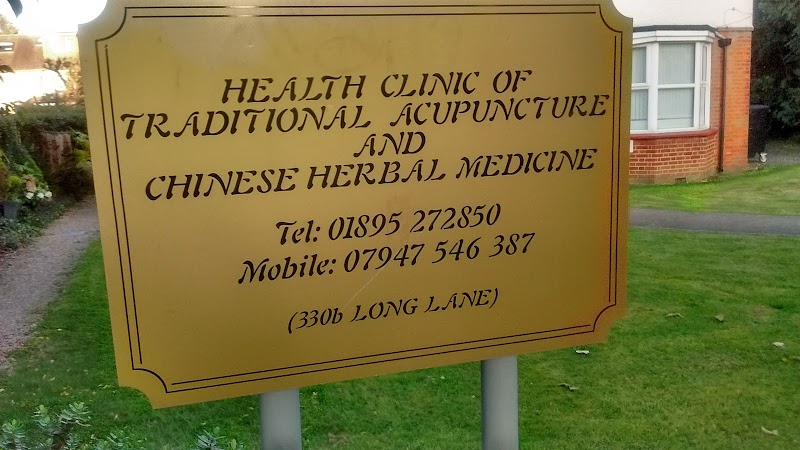 HEALTH CLINIC OF
TRADITIONAL ACUPUNCTURE
AND
CHINESE HERBAL MEDICINE
Tel: 01895 272850
Mobile: 07947 546 387
(330b LONG LANE)